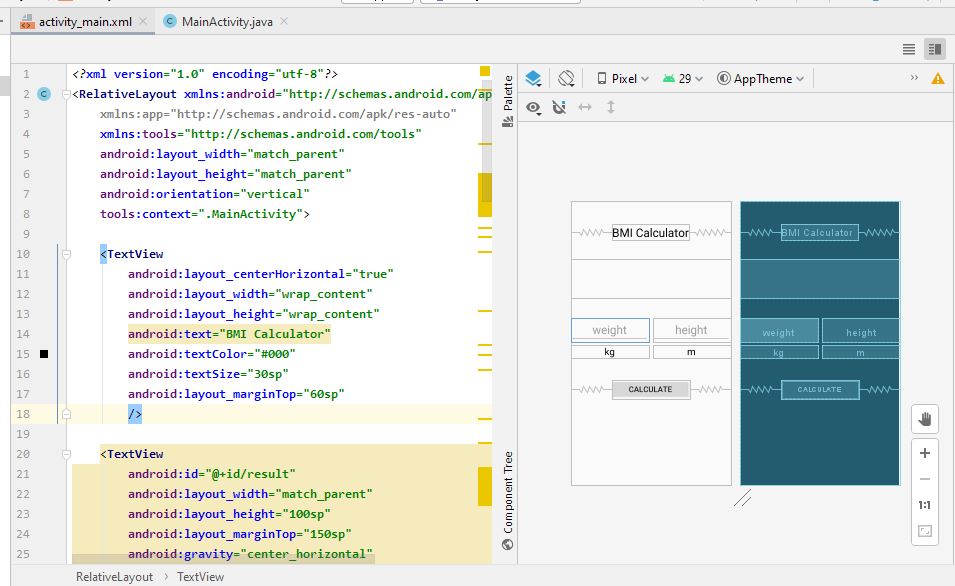 activity_main.xml
MainActivity.java
1 <?xml version="1.0" encoding="utf-8"?>
2 <RelativeLayout xmlns:android="http://schemas.android.com/ap
3 xmlns:app="http://schemas.android.com/apk/res-auto"
4 xmlns:tools="http://schemas.android.com/tools"
5 android:layout_width="match_parent"
6 android:layout_height="match_parent"
7 android:orientation="vertical"
8 tools:context=".MainActivity">
9
10 <TextView
11 android:layout_centerHorizontal="true"
12 android:layout_width="wrap_content"
13 android:layout_height="wrap_content"
14 android:text="BMI Calculator"
15 android:textColor="#000"
16 android:textSize="30sp"
17 android:layout_marginTop="60sp"
18 />
19
20 <TextView
21 android:id="@+id/result"
22 android:layout_width="match_parent"
23 android:layout_height="100sp"
24 android:layout_marginTop="150sp"
25 android:gravity="center_horizontal"
RelativeLayout › TextView
Palette
Component Tree
Pixel
29
AppTheme
BMI Calculator
weight
height
kg
m
CALCULATE
BMI Calculator
weight
height
kg
m
CALCULATE
1:1